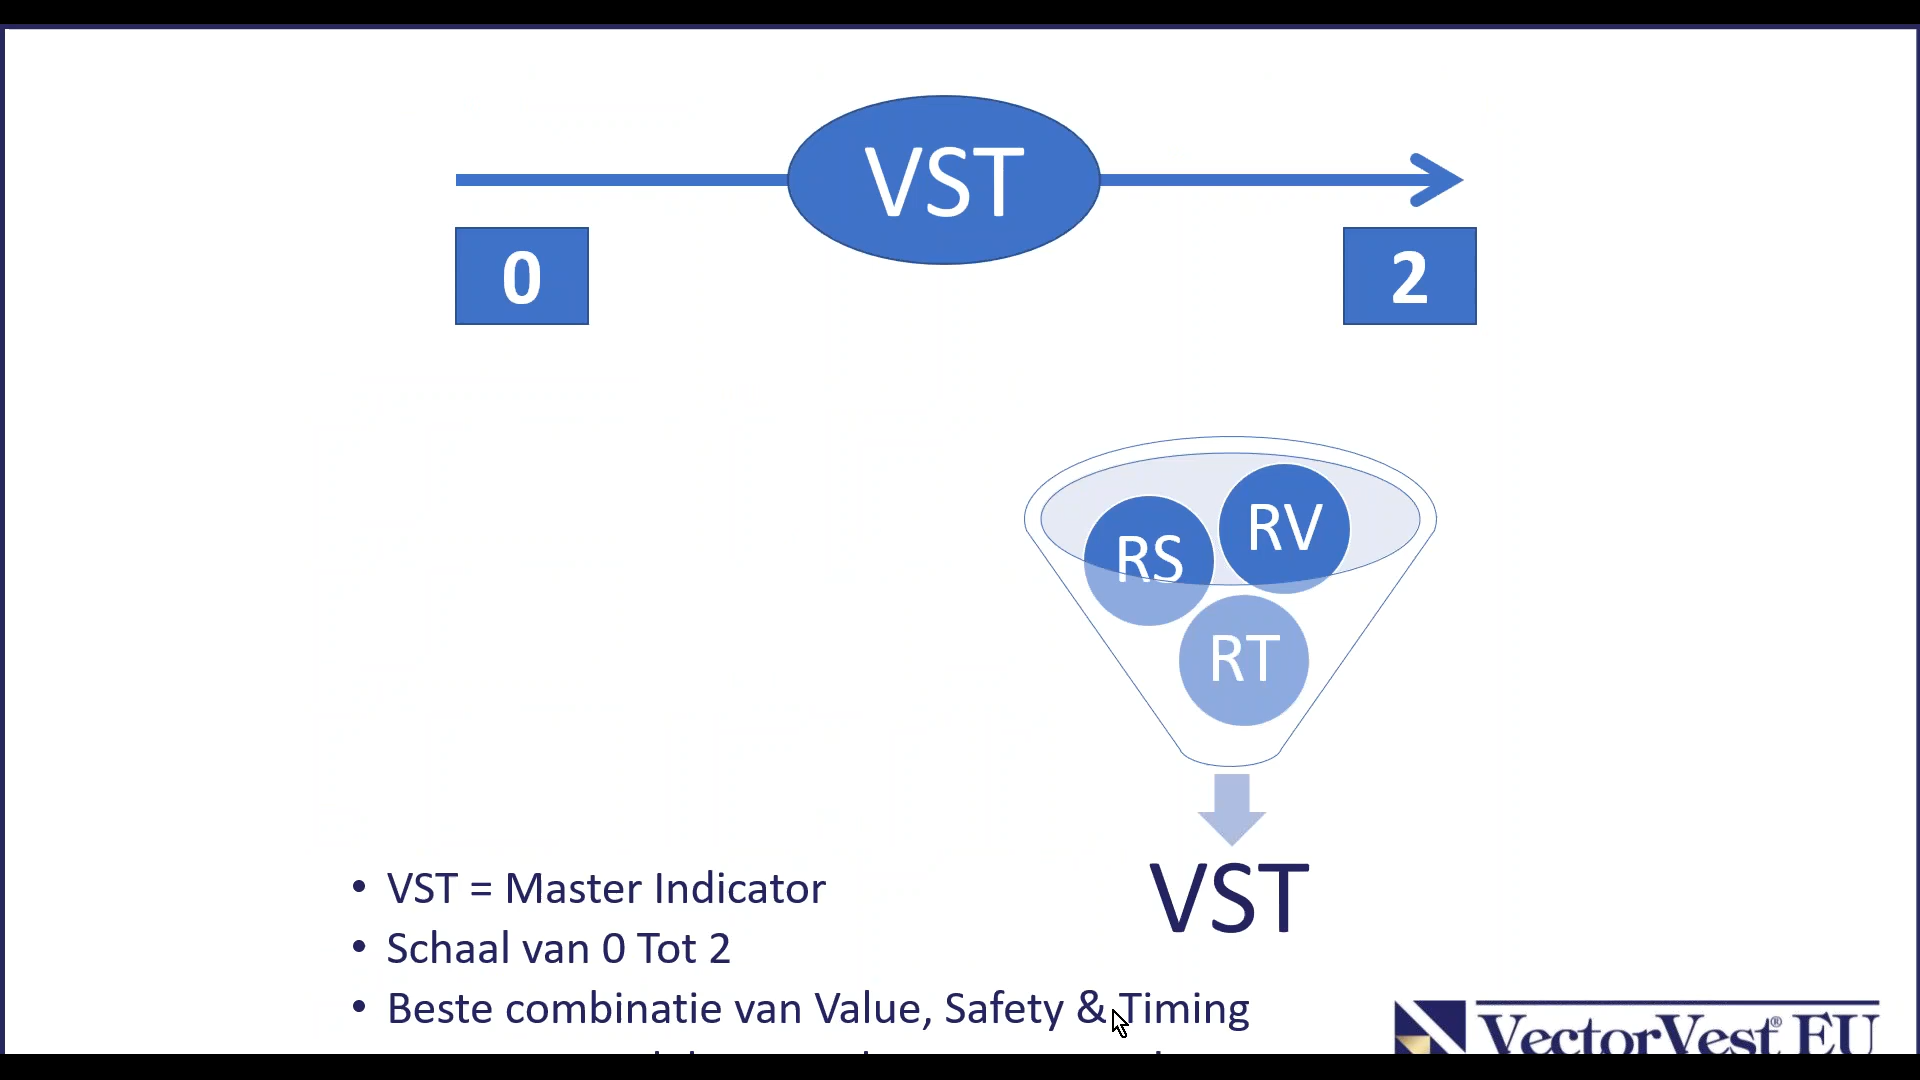 VST
0
2
RV
RS
RT
VST
• VST = Master Indicator
• Schaal van 0 Tot 2
• Beste combinatie van Value, Safety & Timing
VectorVest® EU